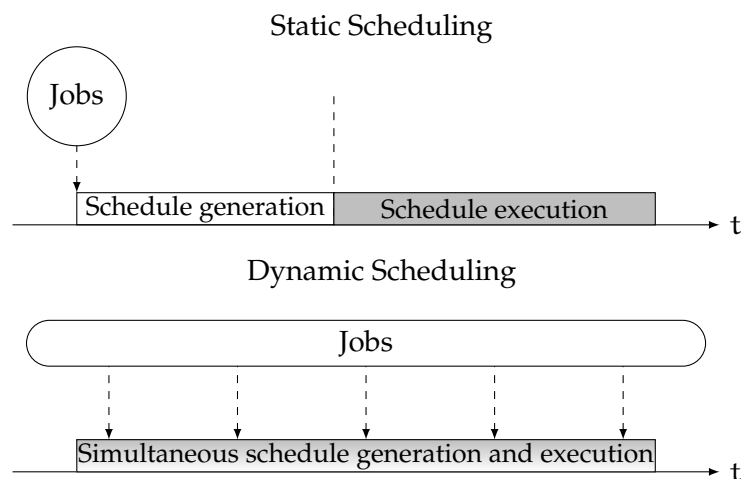 Static Scheduling
Jobs
Schedule generation
Schedule execution
t
Dynamic Scheduling
Jobs
Simultaneous schedule generation and execution
t